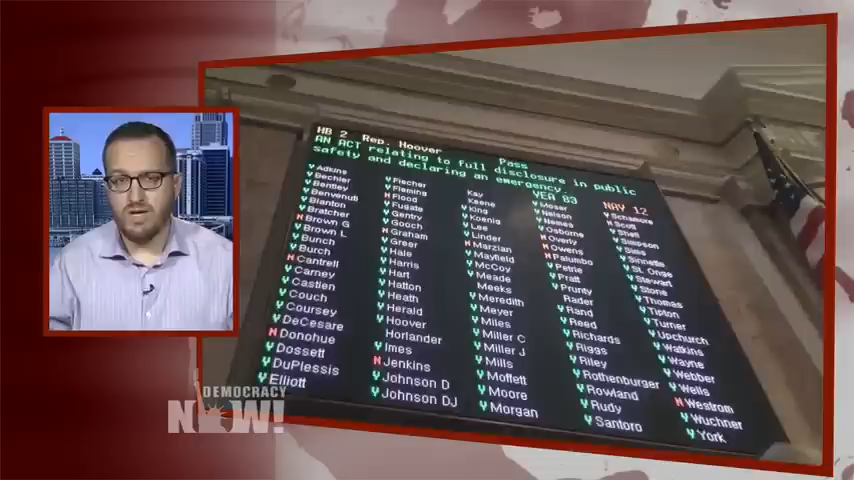 HB 2 Rep. Hoover Pass
AN ACT relating to full disclosure in public
safety and declaring an emergency.
YEA 83 NAY 12
Y Adkins
Y Bechler
Y Bentley
Y Benvenuti
Y Blanton
Y Bratcher
N Brown G
Y Brown L
Y Bunch
Y Burch
N Cantrell
Y Carney
Y Castlen
Y Couch
Y Coursey
Y DeCesare
N Donohue
Y Dossett
Y DuPlessis
Y Elliott
Y Fischer
Y Fleming
N Flood
Y Fugate
Y Gentry
Y Gooch
N Graham
Y Greer
Y Hale
Y Harris
Y Hart
Y Hatton
Y Heath
Y Herald
Y Hoover
Horlander
Y Imes
N Jenkins
Y Johnson D
Y Johnson DJ
Kay
Keene
Y King
Y Koenig
Y Lee
Y Linder
N Marzian
Y Mayfield
Y McCoy
Y Meade
Meeks
Y Meredith
Y Meyer
Y Miles
Y Miller C
Y Miller J
Y Mills
Y Moffett
Y Moore
Y Morgan
Y Moser
Y Nelson
Y Nemes
Y Osborne
N Overly
N Owens
N Palumbo
Y Petrie
Y Pratt
Y Prunty
Rader
Y Rand
Y Reed
Y Richards
Y Riggs
Y Riley
Y Rothenburger
Y Rowland
Y Rudy
Y Santoro
N Schamore
N Scott
Y Shell
Y Simpson
Y Sims
Y Sinnette
Y St. Onge
Y Stewart
Y Stone
Y Thomas
Y Tipton
Y Turner
Y Upchurch
Y Watkins
Y Wayne
Y Webber
Y Wells
N Westrom
Y Wuchner
Y York
DEMOCRACY
NOW!